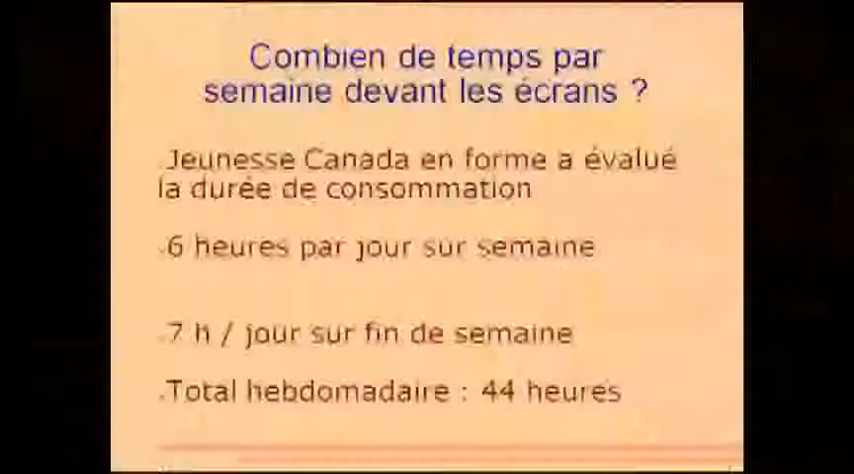 Combien de temps par
semaine devant les écrans ?
.Jeunesse Canada en forme a évalué
la durée de consommation
.6 heures par jour sur semaine
.7 h / jour sur fin de semaine
.Total hebdomadaire : 44 heures